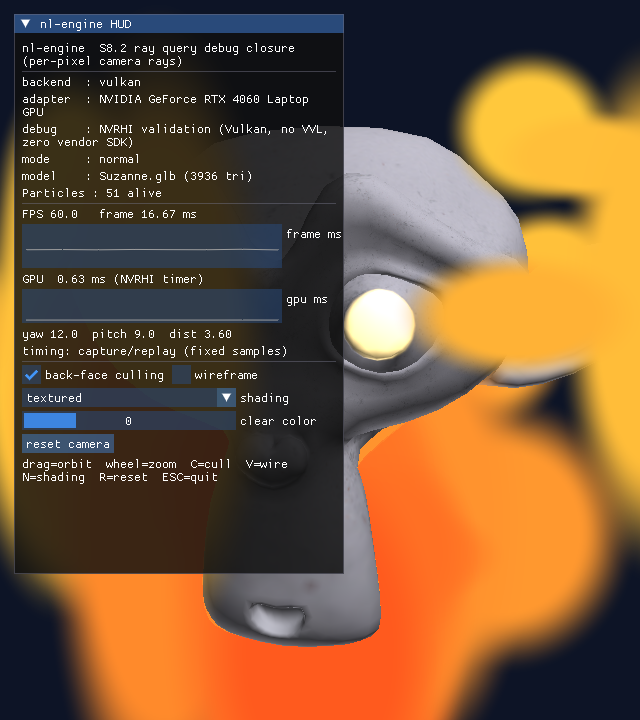 nl-engine HUD
nl-engine  S8.2 ray query debug closure
(per-pixel camera rays)
backend  : vulkan
adapter  : NVIDIA GeForce RTX 4060 Laptop
GPU
debug    : NVRHI validation (Vulkan, no VVL,
zero vendor SDK)
mode     : normal
model    : Suzanne.glb (3936 tri)
Particles : 51 alive
FPS 60.0   frame 16.67 ms
frame ms
GPU  0.63 ms (NVRHI timer)
gpu ms
yaw 12.0  pitch 9.0  dist 3.60
timing: capture/replay (fixed samples)
back-face culling  wireframe
textured  shading
0  clear color
reset camera
drag=orbit  wheel=zoom  C=cull  V=wire
N=shading  R=reset  ESC=quit